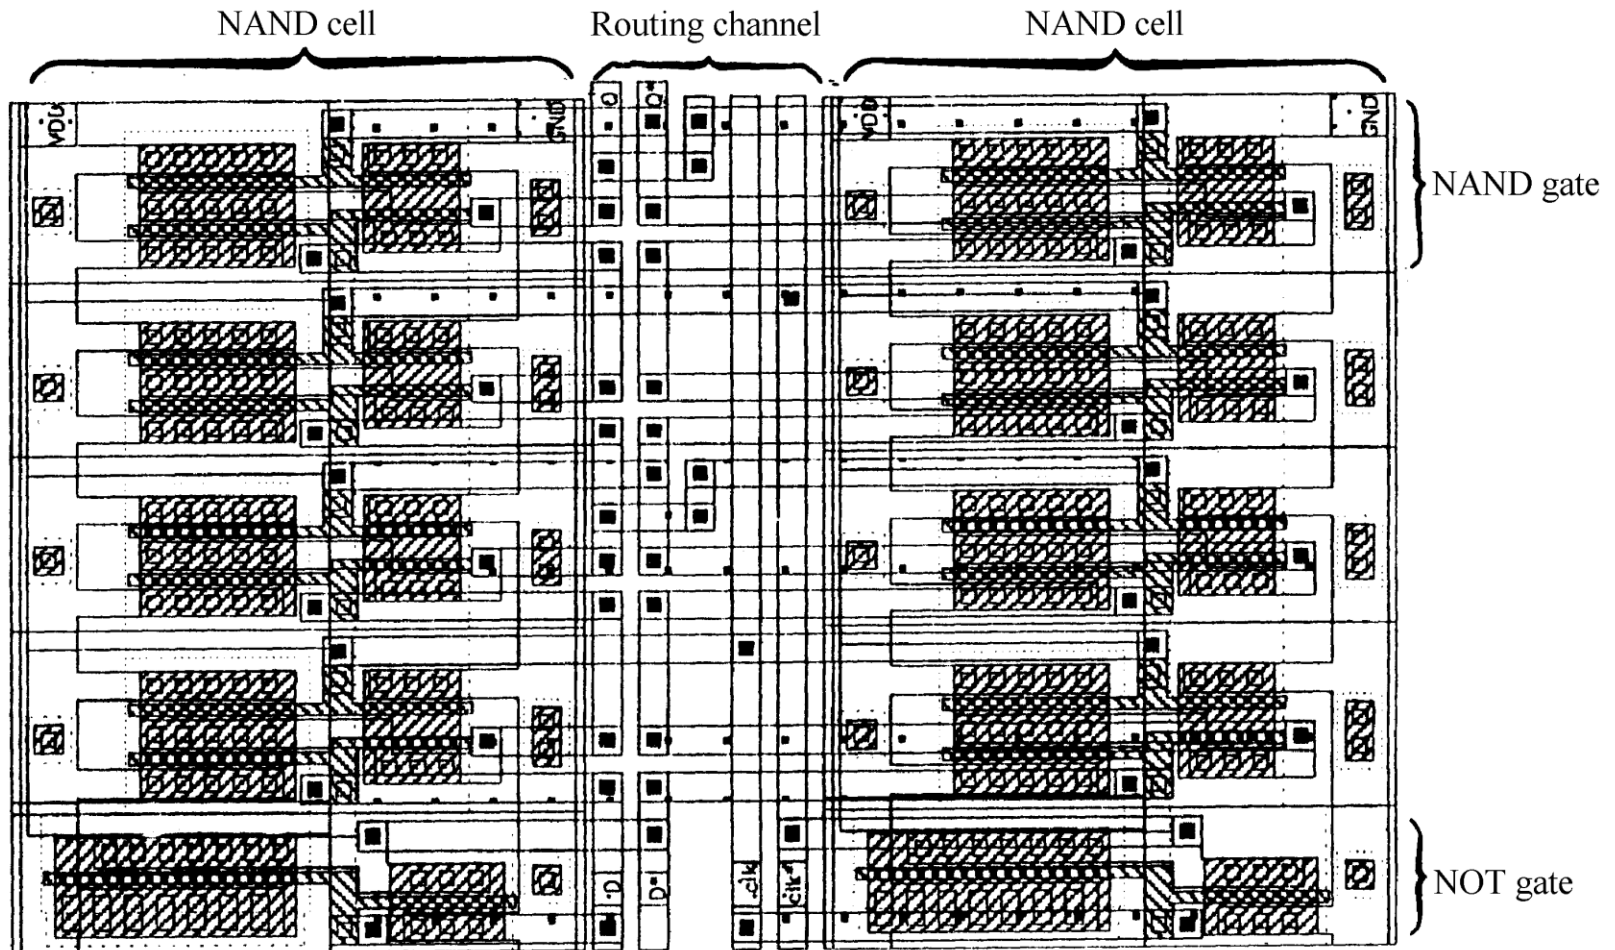 NAND cell
Routing channel
NAND cell
VDD
GND
Q
Q*
VDD
GND
NAND gate
D
D*
clk
clk*
NOT gate